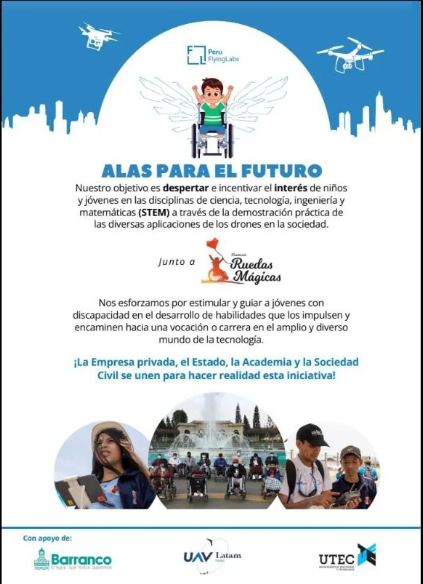 Peru
FlyingLabs
ALAS PARA EL FUTURO
Nuestro objetivo es despertar e incentivar el interés de niños
y jóvenes en las disciplinas de ciencia, tecnología, ingeniería y
matemáticas (STEM) a través de la demostración práctica de
las diversas aplicaciones de los drones en la sociedad.
Junto a
Ruedas
Mágicas
Nos esforzamos por estimular y guiar a jóvenes con
discapacidad en el desarrollo de habilidades que los impulsen y
encaminen hacia una vocación o carrera en el amplio y diverso
mundo de la tecnología.
¡La Empresa privada, el Estado, la Academia y la Sociedad
Civil se unen para hacer realidad esta iniciativa!
Con apoyo de:
Barranco
UAV Latam
UTEC